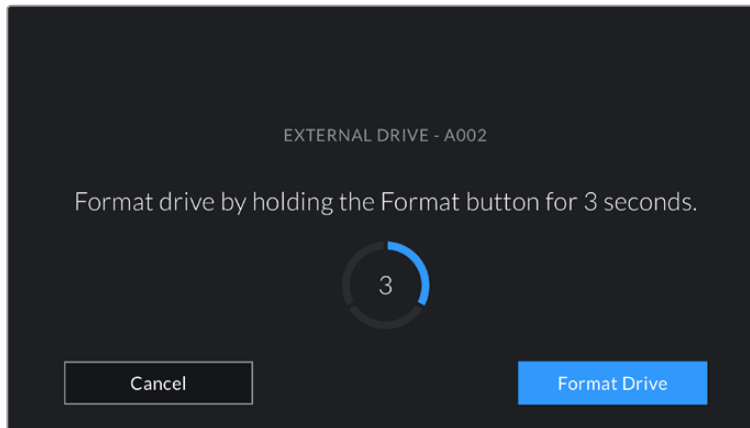 EXTERNAL DRIVE - A002
Format drive by holding the Format button for 3 seconds.
3
Cancel
Format Drive